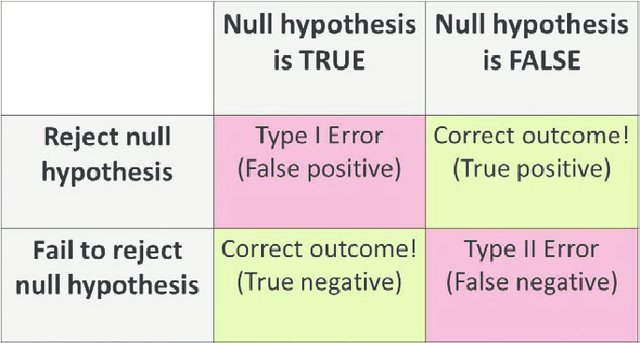 Null hypothesis
is TRUE
Null hypothesis
is FALSE
Reject null
hypothesis
Type I Error
(False positive)
Correct outcome!
(True positive)
Fail to reject
null hypothesis
Correct outcome!
(True negative)
Type II Error
(False negative)